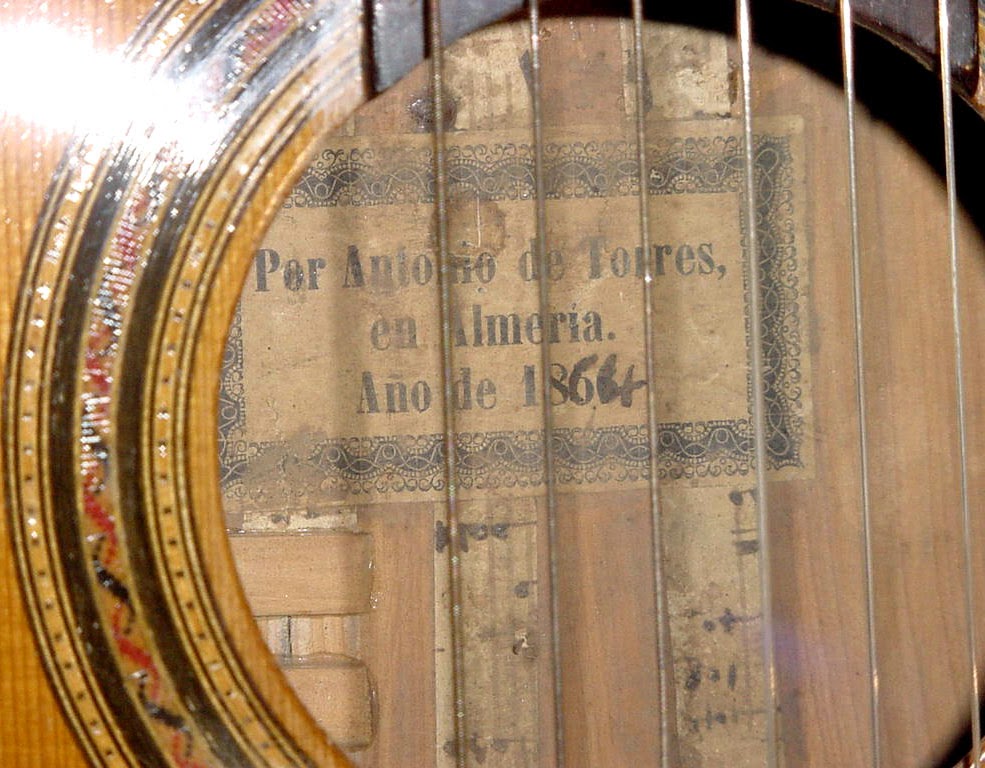 Por Antonio de Torres,
en Almería.
Año de 1864